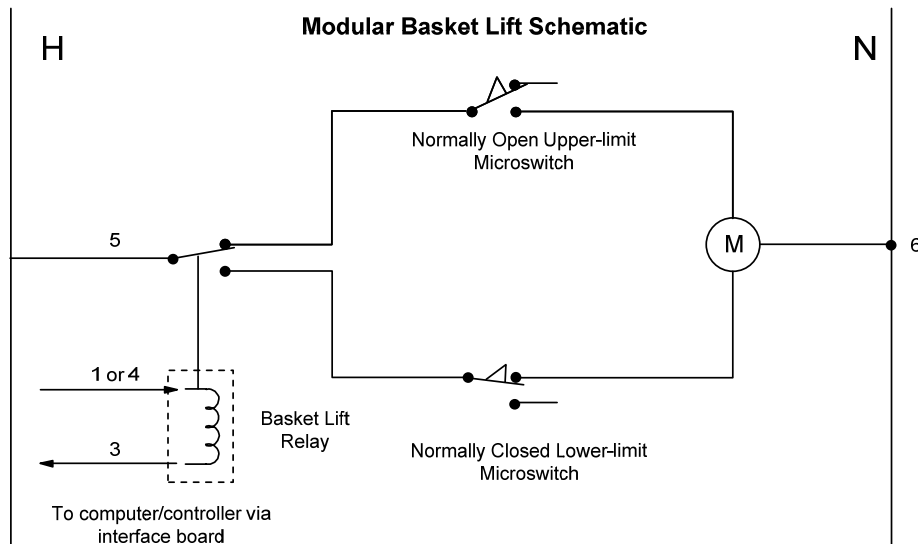 Modular Basket Lift Schematic
H
N
Normally Open Upper-limit
Microswitch
5
M
6
1 or 4
3
Basket Lift
Relay
Normally Closed Lower-limit
Microswitch
To computer/controller via
interface board